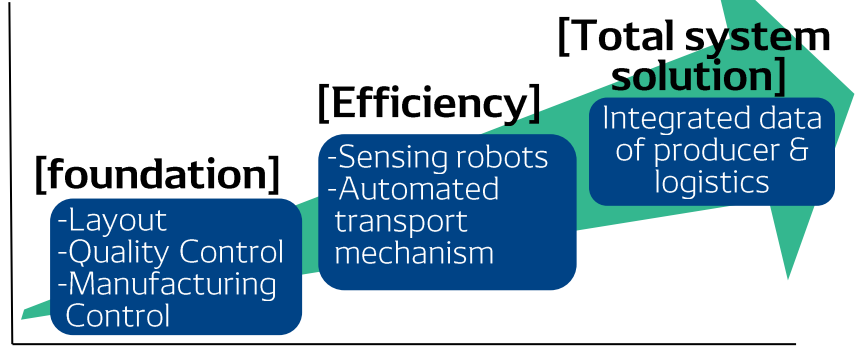 [foundation]
-Layout
-Quality Control
-Manufacturing
Control
[Efficiency]
-Sensing robots
-Automated
transport
mechanism
[Total system
solution]
Integrated data
of producer &
logistics